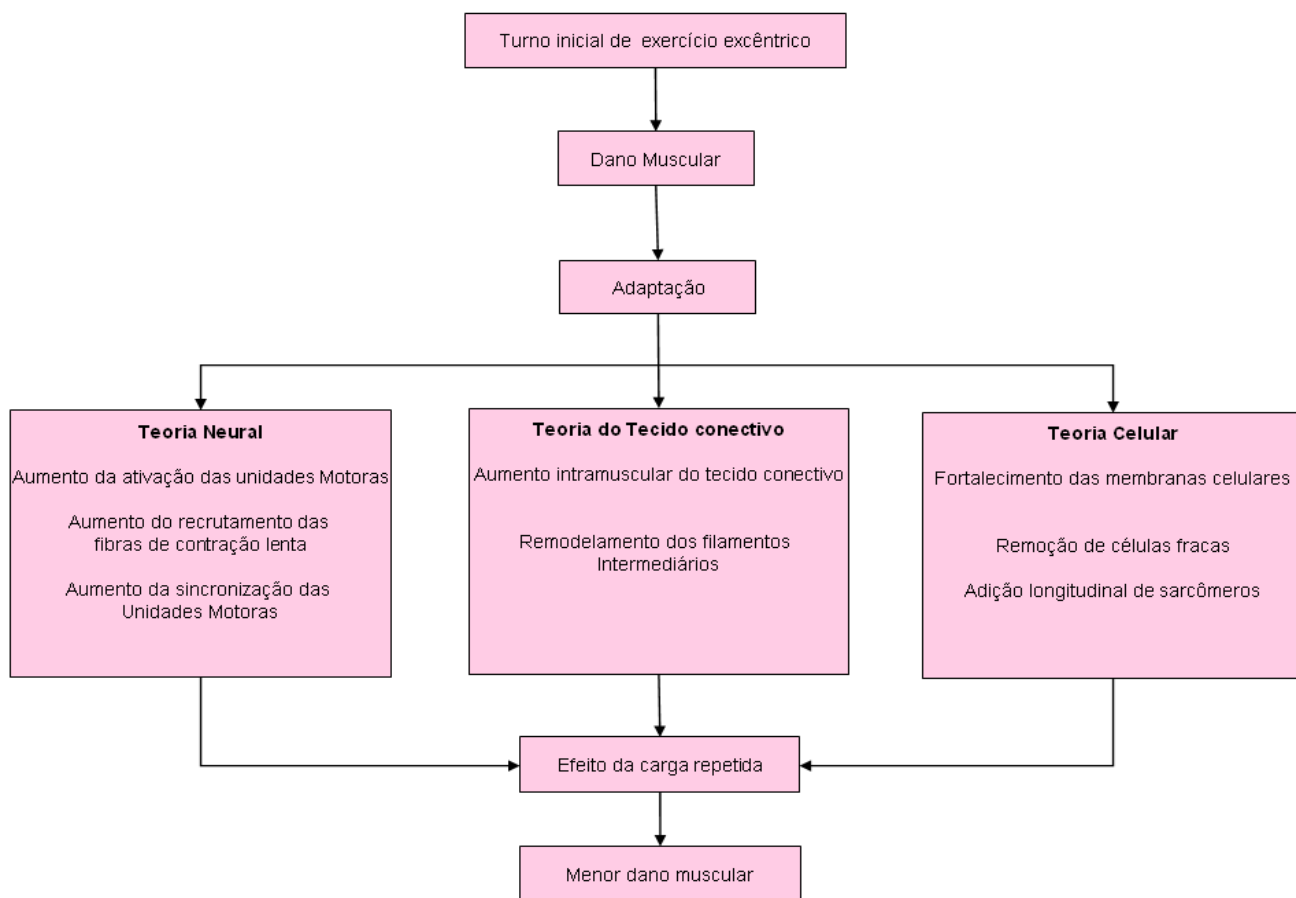 Turno inicial de exercício excêntrico
Dano Muscular
Adaptação
Teoria Neural
Aumento da ativação das unidades Motoras
Aumento do recrutamento das
fibras de contração lenta
Aumento da sincronização das
Unidades Motoras
Teoria do Tecido conectivo
Aumento intramuscular do tecido conectivo
Remodelamento dos filamentos
Intermediários
Teoria Celular
Fortalecimento das membranas celulares
Remoção de células fracas
Adição longitudinal de sarcômeros
Efeito da carga repetida
Menor dano muscular